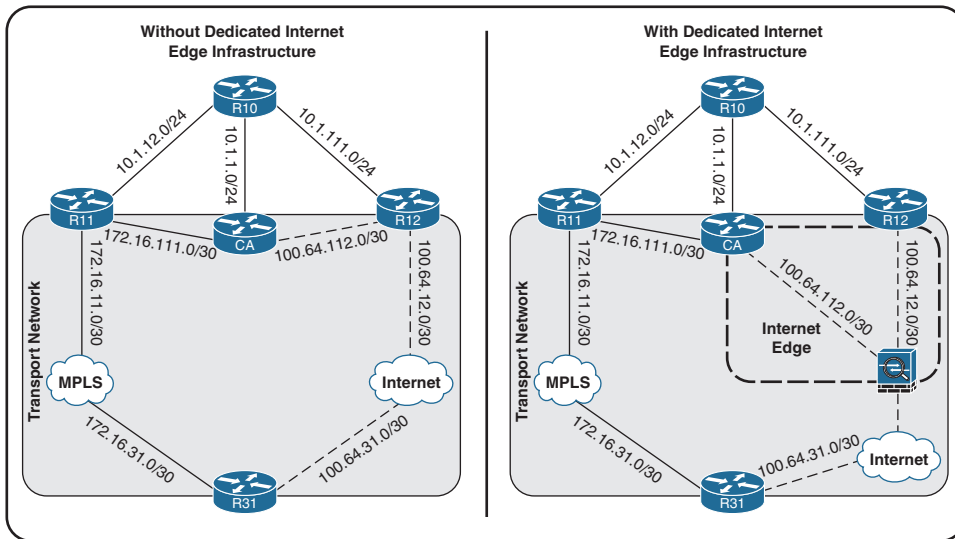 Without Dedicated Internet
Edge Infrastructure
R10
10.1.12.0/24
10.1.1.0/24
10.1.111.0/24
R11
CA
R12
172.16.111.0/30
100.64.112.0/30
172.16.11.0/30
100.64.12.0/30
Transport Network
MPLS
Internet
172.16.31.0/30
100.64.31.0/30
R31
With Dedicated Internet
Edge Infrastructure
R10
10.1.12.0/24
10.1.1.0/24
10.1.111.0/24
R11
CA
R12
172.16.111.0/30
172.16.11.0/30
100.64.112.0/30
100.64.12.0/30
Internet
Edge
Transport Network
MPLS
172.16.31.0/30
100.64.31.0/30
Internet
R31